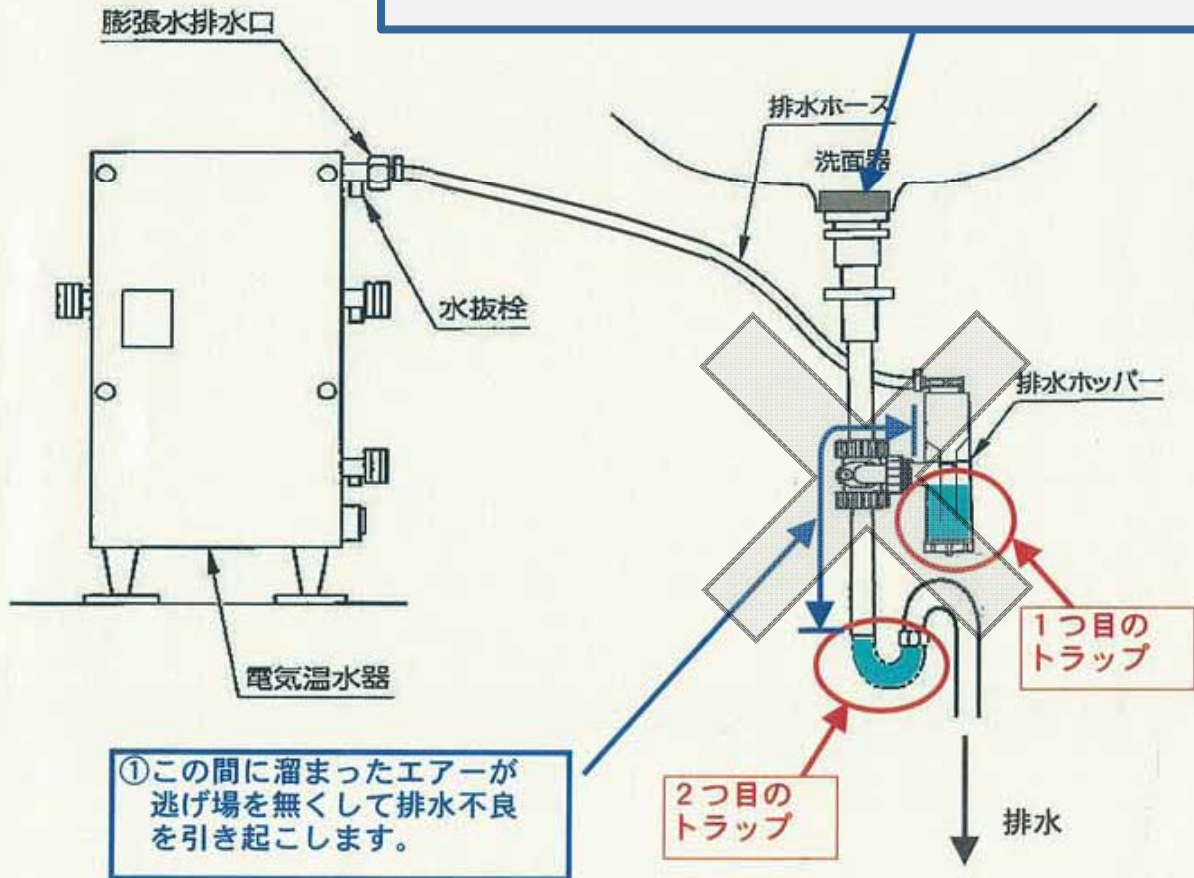 膨張水排水口
排水ホース
洗面器
水抜栓
排水ホッパー
電気温水器
1つ目の
トラップ
①この間に溜まったエアーが
逃げ場を無くして排水不良
を引き起こします。
2つ目の
トラップ
排水